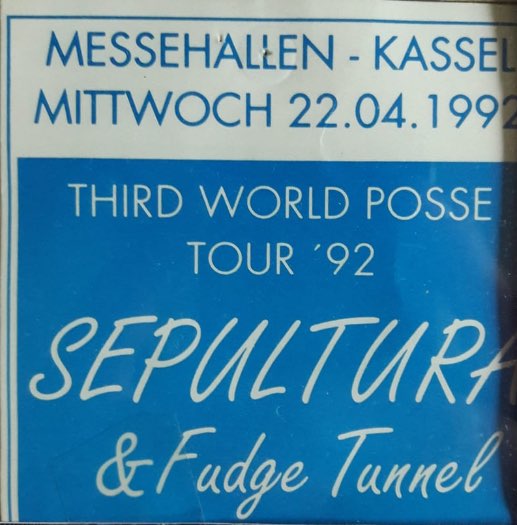 MESSEHALLEN - KASSEL
MITTWOCH 22.04.1992
THIRD WORLD POSSE
TOUR ´92
SEPULTURA
& Fudge Tunnel